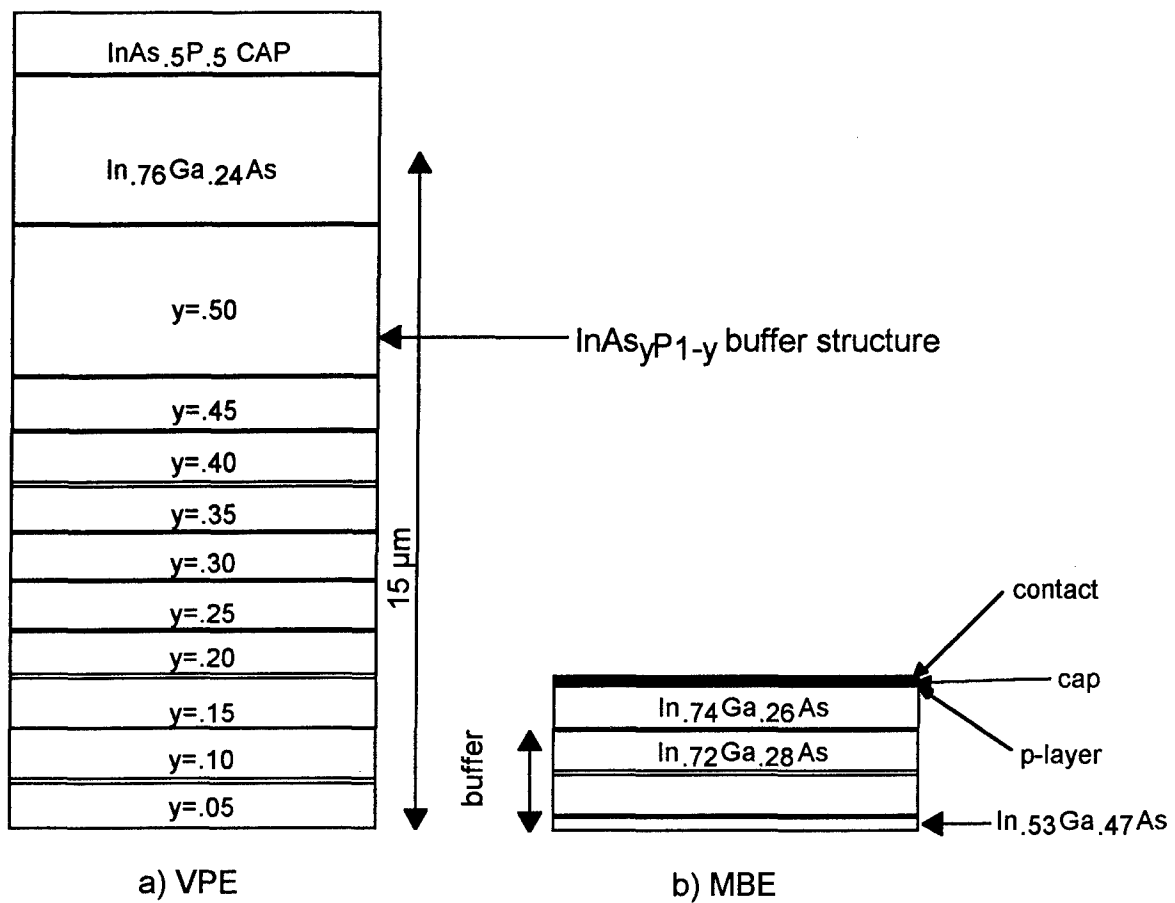 InAs.5P.5 CAP
In.76Ga.24As
y=.50
InAsyP1-y buffer structure
y=.45
y=.40
y=.35
y=.30
y=.25
y=.20
y=.15
y=.10
y=.05
15 µm
a) VPE
contact
cap
p-layer
In.74Ga.26As
In.72Ga.28As
In.53Ga.47As
buffer
b) MBE